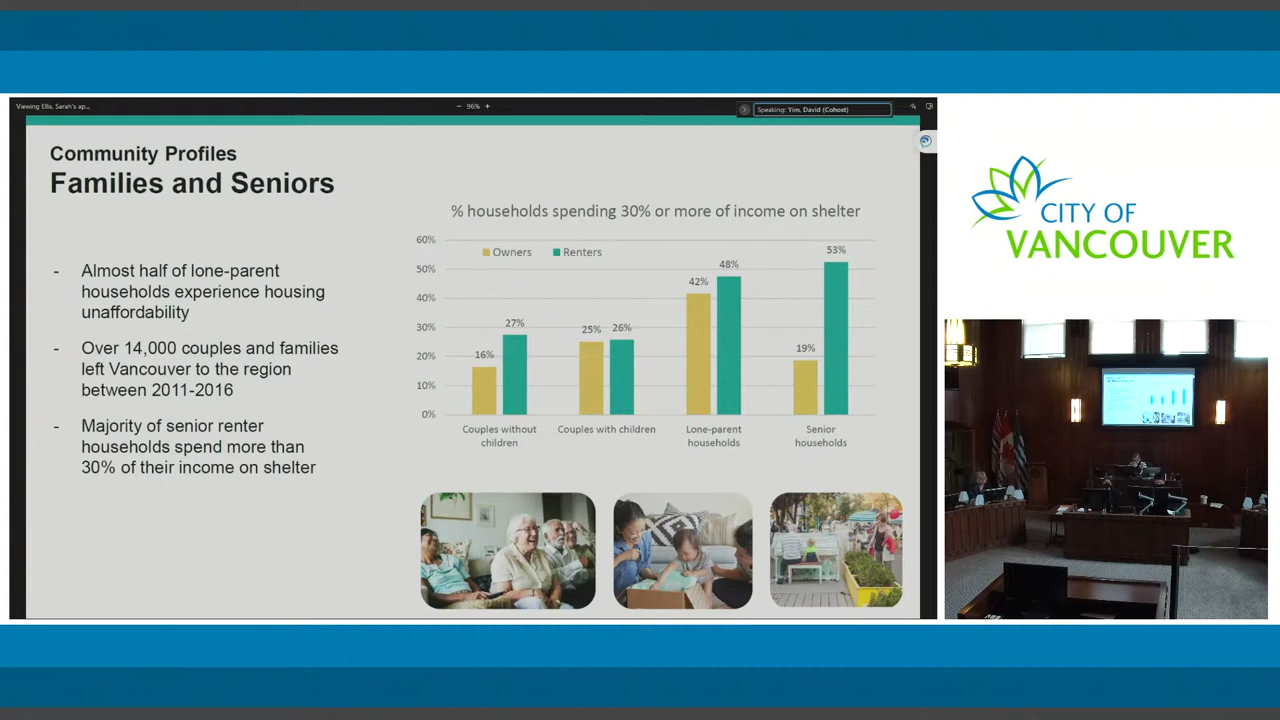 Viewing Ellis, Sarah's ap...
− 96% +
Speaking: Yim, David (Cohost)
Community Profiles
Families and Seniors
- Almost half of lone-parent
households experience housing
unaffordability
- Over 14,000 couples and families
left Vancouver to the region
between 2011-2016
- Majority of senior renter
households spend more than
30% of their income on shelter
% households spending 30% or more of income on shelter
Owners Renters
60%
50%
40%
30%
20%
10%
0%
16%
27%
25%
26%
42%
48%
19%
53%
Couples without
children
Couples with children
Lone-parent
households
Senior
households
CITY OF
VANCOUVER